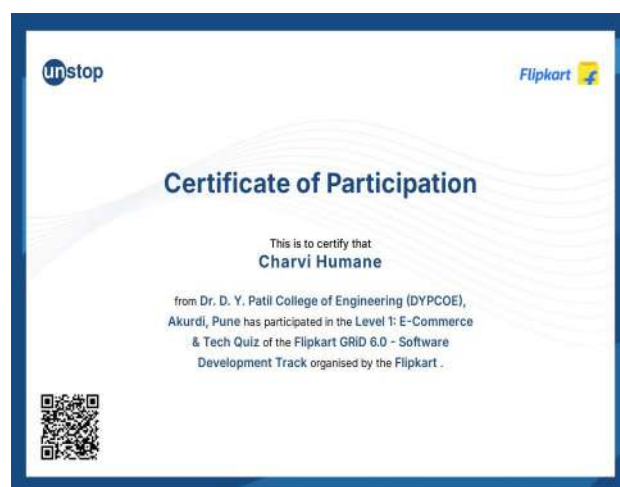 unstop
Flipkart
Certificate of Participation
This is to certify that
Charvi Humane
from Dr. D. Y. Patil College of Engineering (DYPCOE),
Akurdi, Pune has participated in the Level 1: E-Commerce
& Tech Quiz of the Flipkart GRiD 6.0 - Software
Development Track organised by the Flipkart .